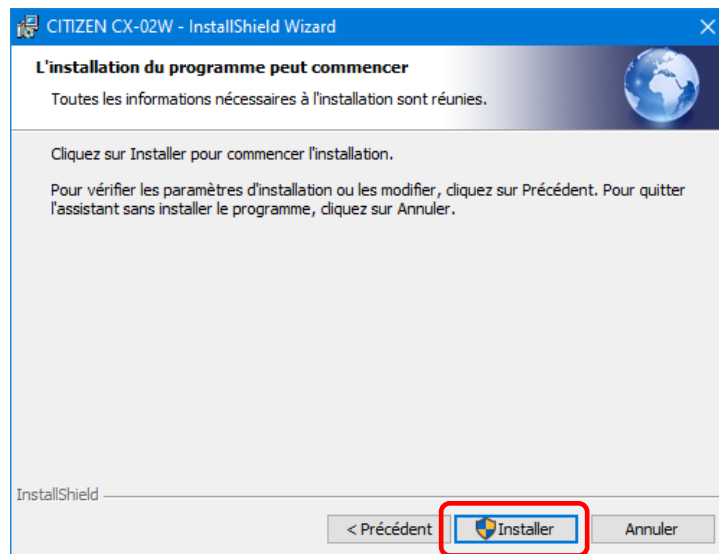 CITIZEN CX-02W - InstallShield Wizard
L'installation du programme peut commencer
Toutes les informations nécessaires à l'installation sont réunies.
Cliquez sur Installer pour commencer l'installation.
Pour vérifier les paramètres d'installation ou les modifier, cliquez sur Précédent. Pour quitter
l'assistant sans installer le programme, cliquez sur Annuler.
InstallShield
< Précédent Installer Annuler